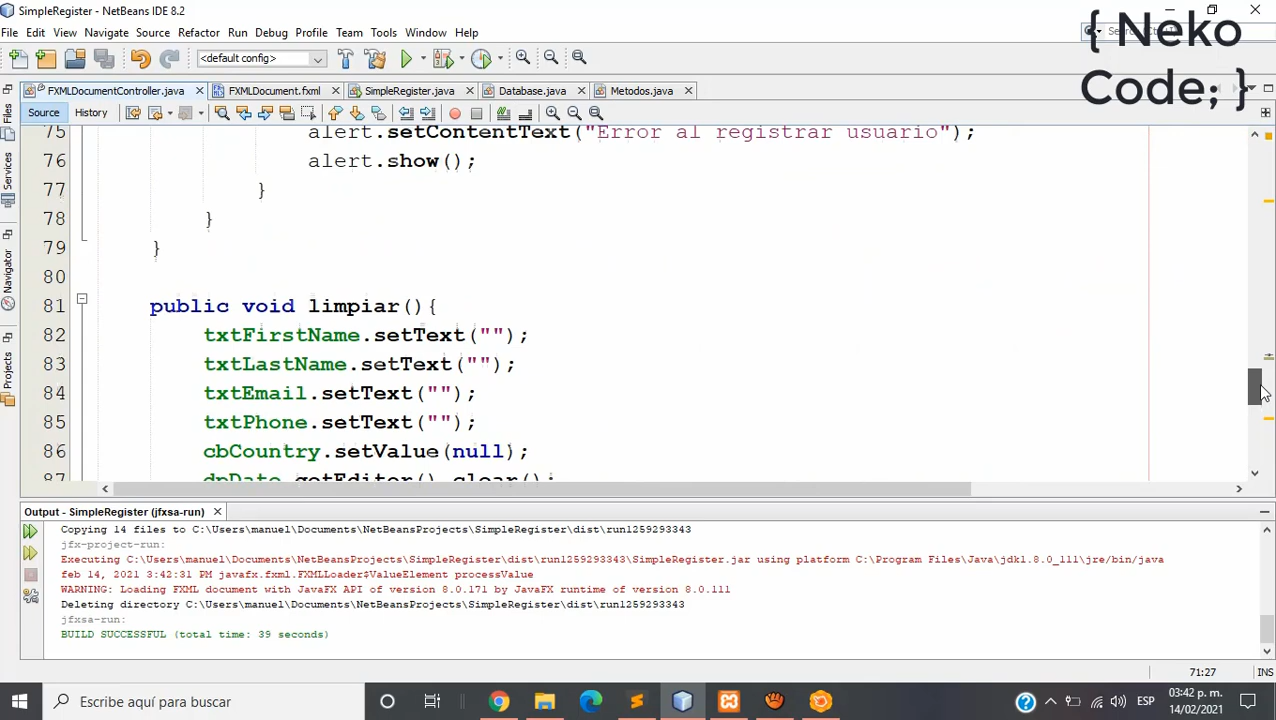 SimpleRegister - NetBeans IDE 8.2
File Edit View Navigate Source Refactor Run Debug Profile Team Tools Window Help
{ Neko
Code; }
<default config>
FXMLDocumentController.java FXMLDocument.fxml SimpleRegister.java Database.java Metodos.java
Source History
Files
Services
Navigator
Projects
75 alert.setContentText("Error al registrar usuario");
76 alert.show();
77 }
78 }
79 }
80
81 public void limpiar(){
82 txtFirstName.setText("");
83 txtLastName.setText("");
84 txtEmail.setText("");
85 txtPhone.setText("");
86 cbCountry.setValue(null);
87 dpDate.getEditor().clear();
Output - SimpleRegister (jfxsa-run)
Copying 14 files to C:\Users\manuel\Documents\NetBeansProjects\SimpleRegister\dist\run1259293343
jfx-project-run:
Executing C:\Users\manuel\Documents\NetBeansProjects\SimpleRegister\dist\run1259293343\SimpleRegister.jar using platform C:\Program Files\Java\jdk1.8.0_111\jre/bin/java
feb 14, 2021 3:42:31 PM javafx.fxml.FXMLLoader$ValueElement processValue
WARNING: Loading FXML document with JavaFX API of version 8.0.171 by JavaFX runtime of version 8.0.111
Deleting directory C:\Users\manuel\Documents\NetBeansProjects\SimpleRegister\dist\run1259293343
jfxsa-run:
BUILD SUCCESSFUL (total time: 39 seconds)
71:27 INS
Escribe aquí para buscar
ESP
03:42 p. m.
14/02/2021